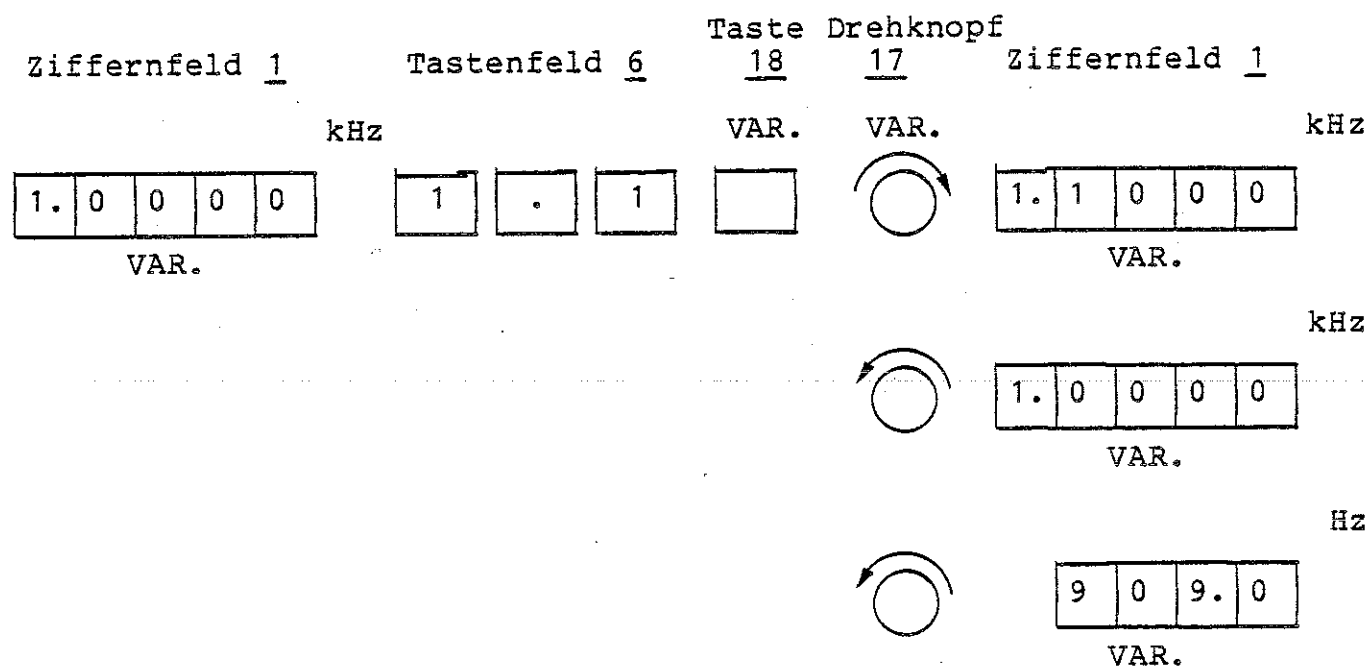 Taste Drehknopf
Ziffernfeld 1 Tastenfeld 6 18 17 Ziffernfeld 1
kHz VAR. VAR. kHz
1. 0 0 0 0 1 . 1 1. 1 0 0 0
VAR. VAR.
kHz
1. 0 0 0 0
VAR.
Hz
9 0 9. 0
VAR.